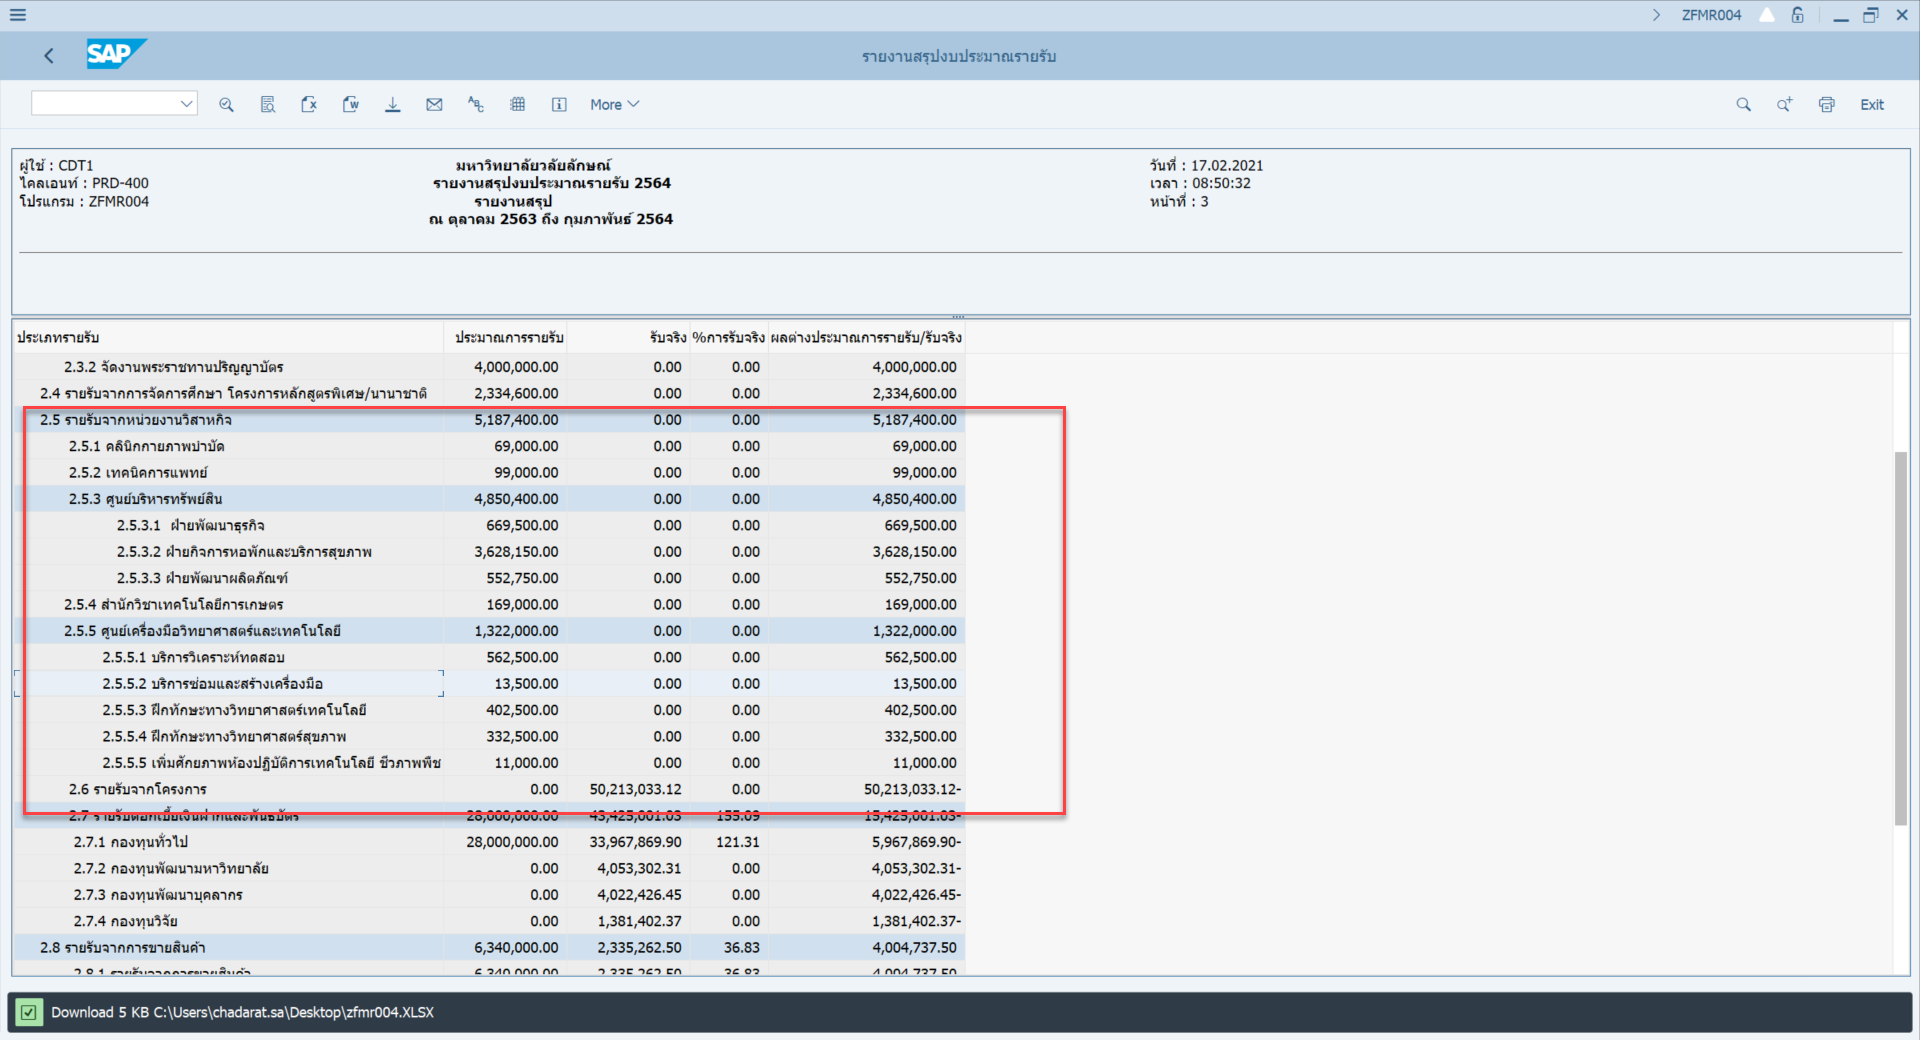 ZFMR004
SAP
รายงานสรุปงบประมาณรายรับ
More
Exit
ผู้ใช้ : CDT1
มหาวิทยาลัยวลัยลักษณ์
วันที่ : 17.02.2021
ไคลเอนท์ : PRD-400
รายงานสรุปงบประมาณรายรับ 2564
เวลา : 08:50:32
โปรแกรม : ZFMR004
รายงานสรุป
หน้าที่ : 3
ณ ตุลาคม 2563 ถึง กุมภาพันธ์ 2564
ประเภทรายรับ ประมาณการรายรับ รับจริง %การรับจริง ผลต่างประมาณการรายรับ/รับจริง
2.3.2 จัดงานพระราชทานปริญญาบัตร 4,000,000.00 0.00 0.00 4,000,000.00
2.4 รายรับจากการจัดการศึกษา โครงการหลักสูตรพิเศษ/นานาชาติ 2,334,600.00 0.00 0.00 2,334,600.00
2.5 รายรับจากหน่วยงานวิสาหกิจ 5,187,400.00 0.00 0.00 5,187,400.00
2.5.1 คลินิกกายภาพบำบัด 69,000.00 0.00 0.00 69,000.00
2.5.2 เทคนิคการแพทย์ 99,000.00 0.00 0.00 99,000.00
2.5.3 ศูนย์บริหารทรัพย์สิน 4,850,400.00 0.00 0.00 4,850,400.00
2.5.3.1 ฝ่ายพัฒนาธุรกิจ 669,500.00 0.00 0.00 669,500.00
2.5.3.2 ฝ่ายกิจการหอพักและบริการสุขภาพ 3,628,150.00 0.00 0.00 3,628,150.00
2.5.3.3 ฝ่ายพัฒนาผลิตภัณฑ์ 552,750.00 0.00 0.00 552,750.00
2.5.4 สำนักวิชาเทคโนโลยีการเกษตร 169,000.00 0.00 0.00 169,000.00
2.5.5 ศูนย์เครื่องมือวิทยาศาสตร์และเทคโนโลยี 1,322,000.00 0.00 0.00 1,322,000.00
2.5.5.1 บริการวิเคราะห์ทดสอบ 562,500.00 0.00 0.00 562,500.00
2.5.5.2 บริการซ่อมและสร้างเครื่องมือ 13,500.00 0.00 0.00 13,500.00
2.5.5.3 ฝึกทักษะทางวิทยาศาสตร์เทคโนโลยี 402,500.00 0.00 0.00 402,500.00
2.5.5.4 ฝึกทักษะทางวิทยาศาสตร์สุขภาพ 332,500.00 0.00 0.00 332,500.00
2.5.5.5 เพิ่มศักยภาพห้องปฏิบัติการเทคโนโลยี ชีวภาพพืช 11,000.00 0.00 0.00 11,000.00
2.6 รายรับจากโครงการ 0.00 50,213,033.12 0.00 50,213,033.12-
2.7 รายรับดอกเบี้ยเงินฝากและพันธบัตร 28,000,000.00 43,425,001.03 155.09 15,425,001.03-
2.7.1 กองทุนทั่วไป 28,000,000.00 33,967,869.90 121.31 5,967,869.90-
2.7.2 กองทุนพัฒนามหาวิทยาลัย 0.00 4,053,302.31 0.00 4,053,302.31-
2.7.3 กองทุนพัฒนาบุคลากร 0.00 4,022,426.45 0.00 4,022,426.45-
2.7.4 กองทุนวิจัย 0.00 1,381,402.37 0.00 1,381,402.37-
2.8 รายรับจากการขายสินค้า 6,340,000.00 2,335,262.50 36.83 4,004,737.50
2.8.1 รายรับจากการขายสินค้า 6,340,000.00 2,335,262.50 36.83 4,004,737.50
Download 5 KB C:\Users\chadarat.sa\Desktop\zfmr004.XLSX